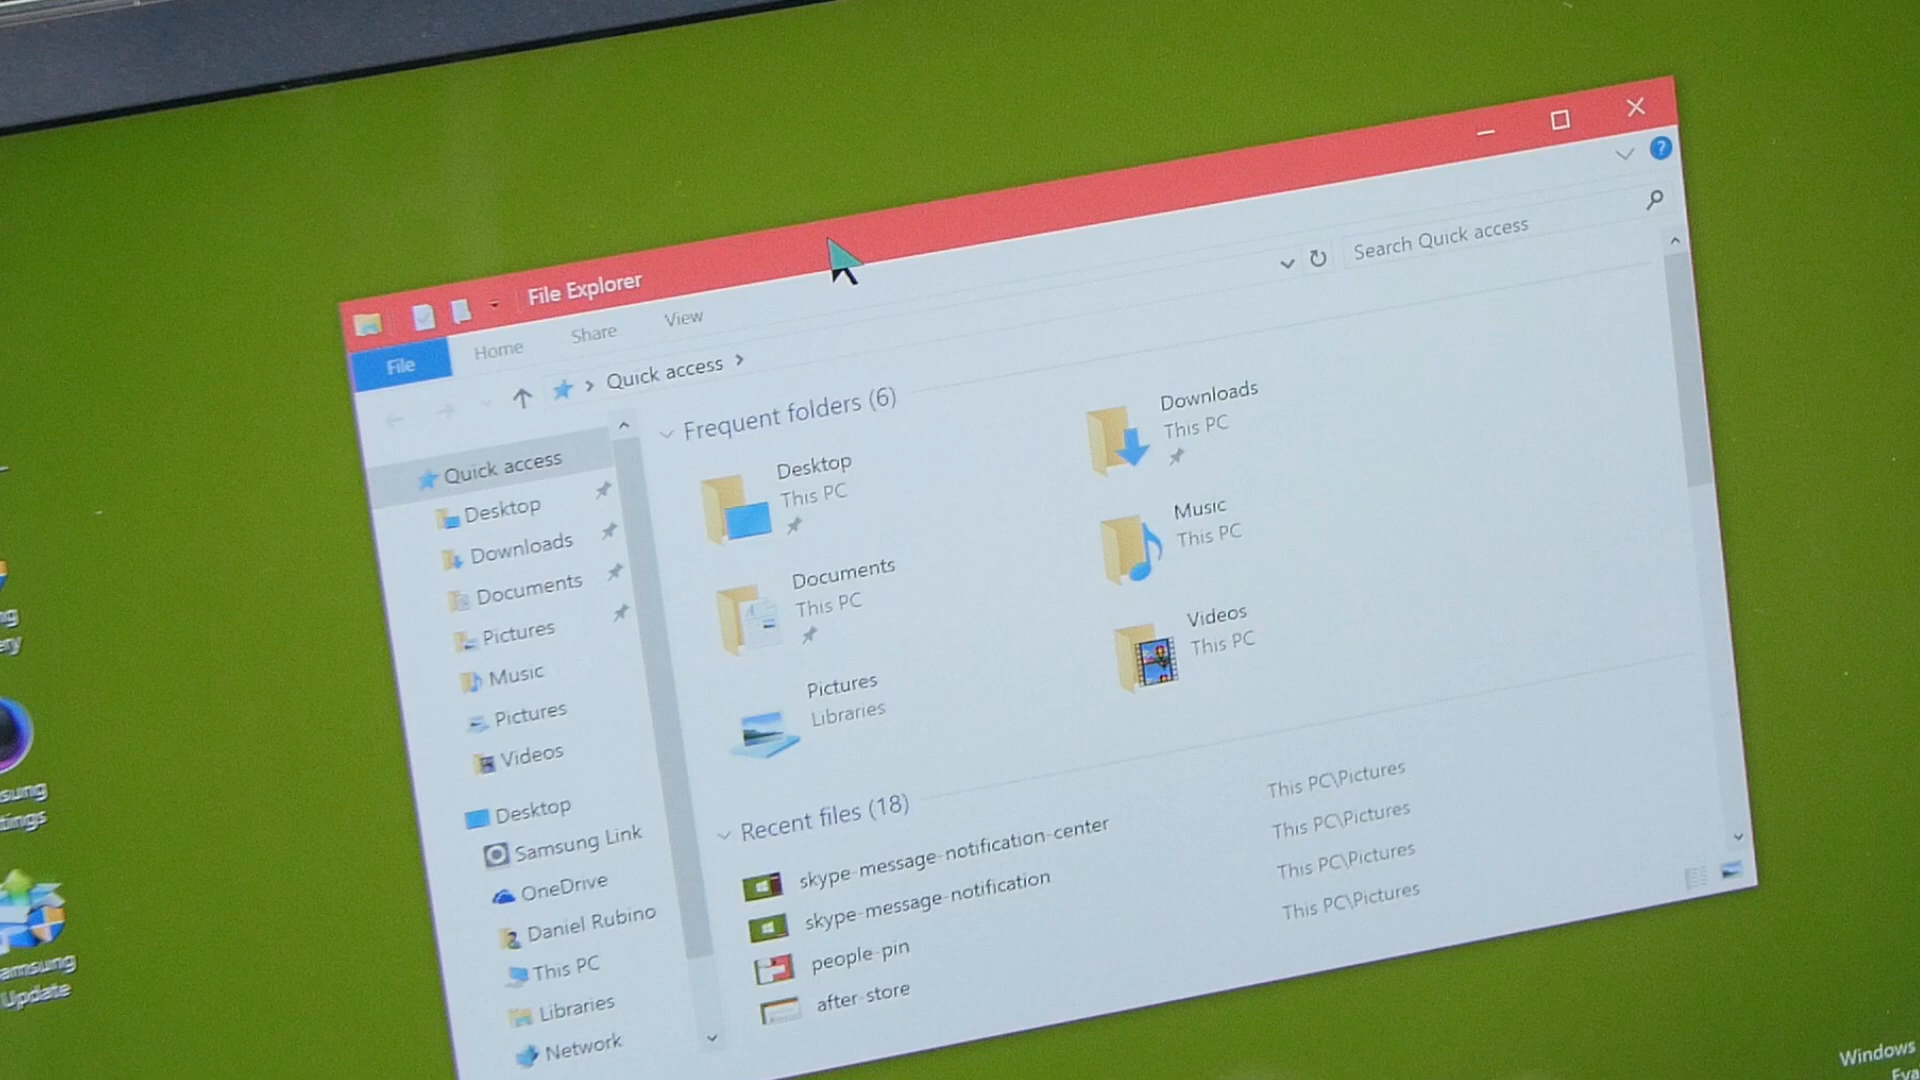 File Explorer
File
Home
Share
View
Quick access
Search Quick access
Quick access
Desktop
Downloads
Documents
Pictures
Music
Pictures
Videos
Desktop
Samsung Link
OneDrive
Daniel Rubino
This PC
Libraries
Network
Frequent folders (6)
Desktop
This PC
Downloads
This PC
Documents
This PC
Music
This PC
Pictures
Libraries
Videos
This PC
Recent files (18)
skype-message-notification-center
This PC\Pictures
skype-message-notification
This PC\Pictures
people-pin
This PC\Pictures
after-store
This PC\Pictures
amsung
Update
Windows